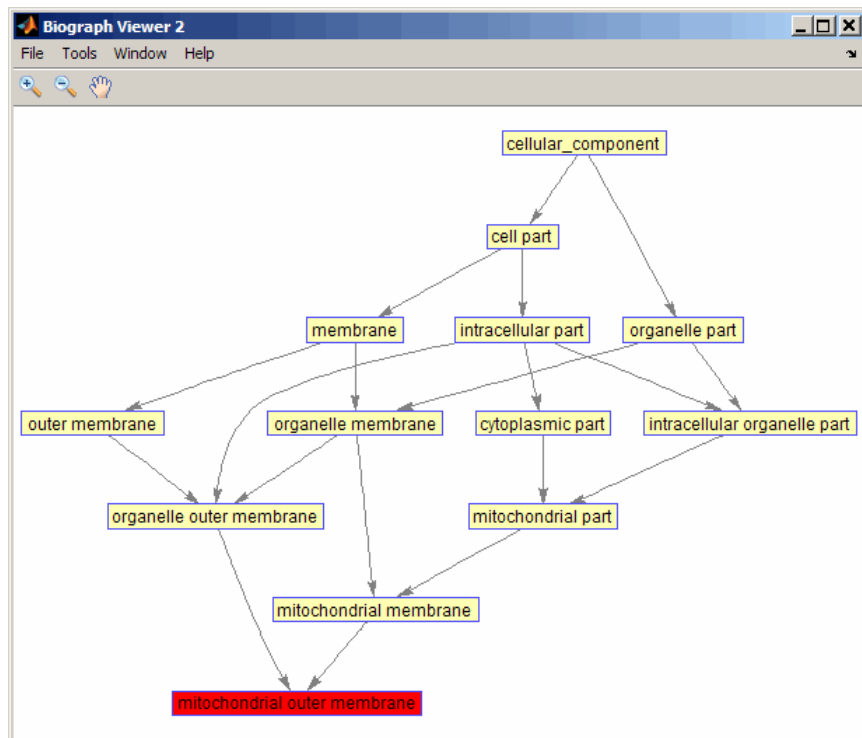 Biograph Viewer 2
File Tools Window Help
cellular_component
cell part
membrane intracellular part organelle part
outer membrane organelle membrane cytoplasmic part intracellular organelle part
organelle outer membrane mitochondrial part
mitochondrial membrane
mitochondrial outer membrane